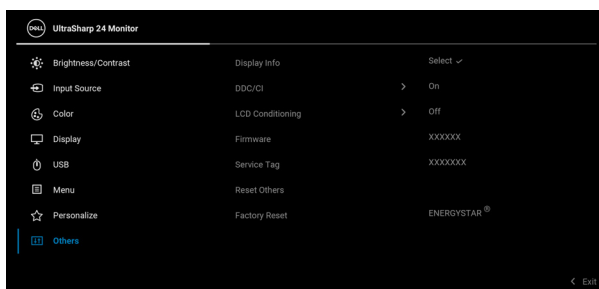 DELL UltraSharp 24 Monitor
Brightness/Contrast Display Info Select ✓
Input Source DDC/CI > On
Color LCD Conditioning > Off
Display Firmware XXXXXX
USB Service Tag XXXXXXX
Menu Reset Others
Personalize Factory Reset ENERGYSTAR ®
Others
< Exit